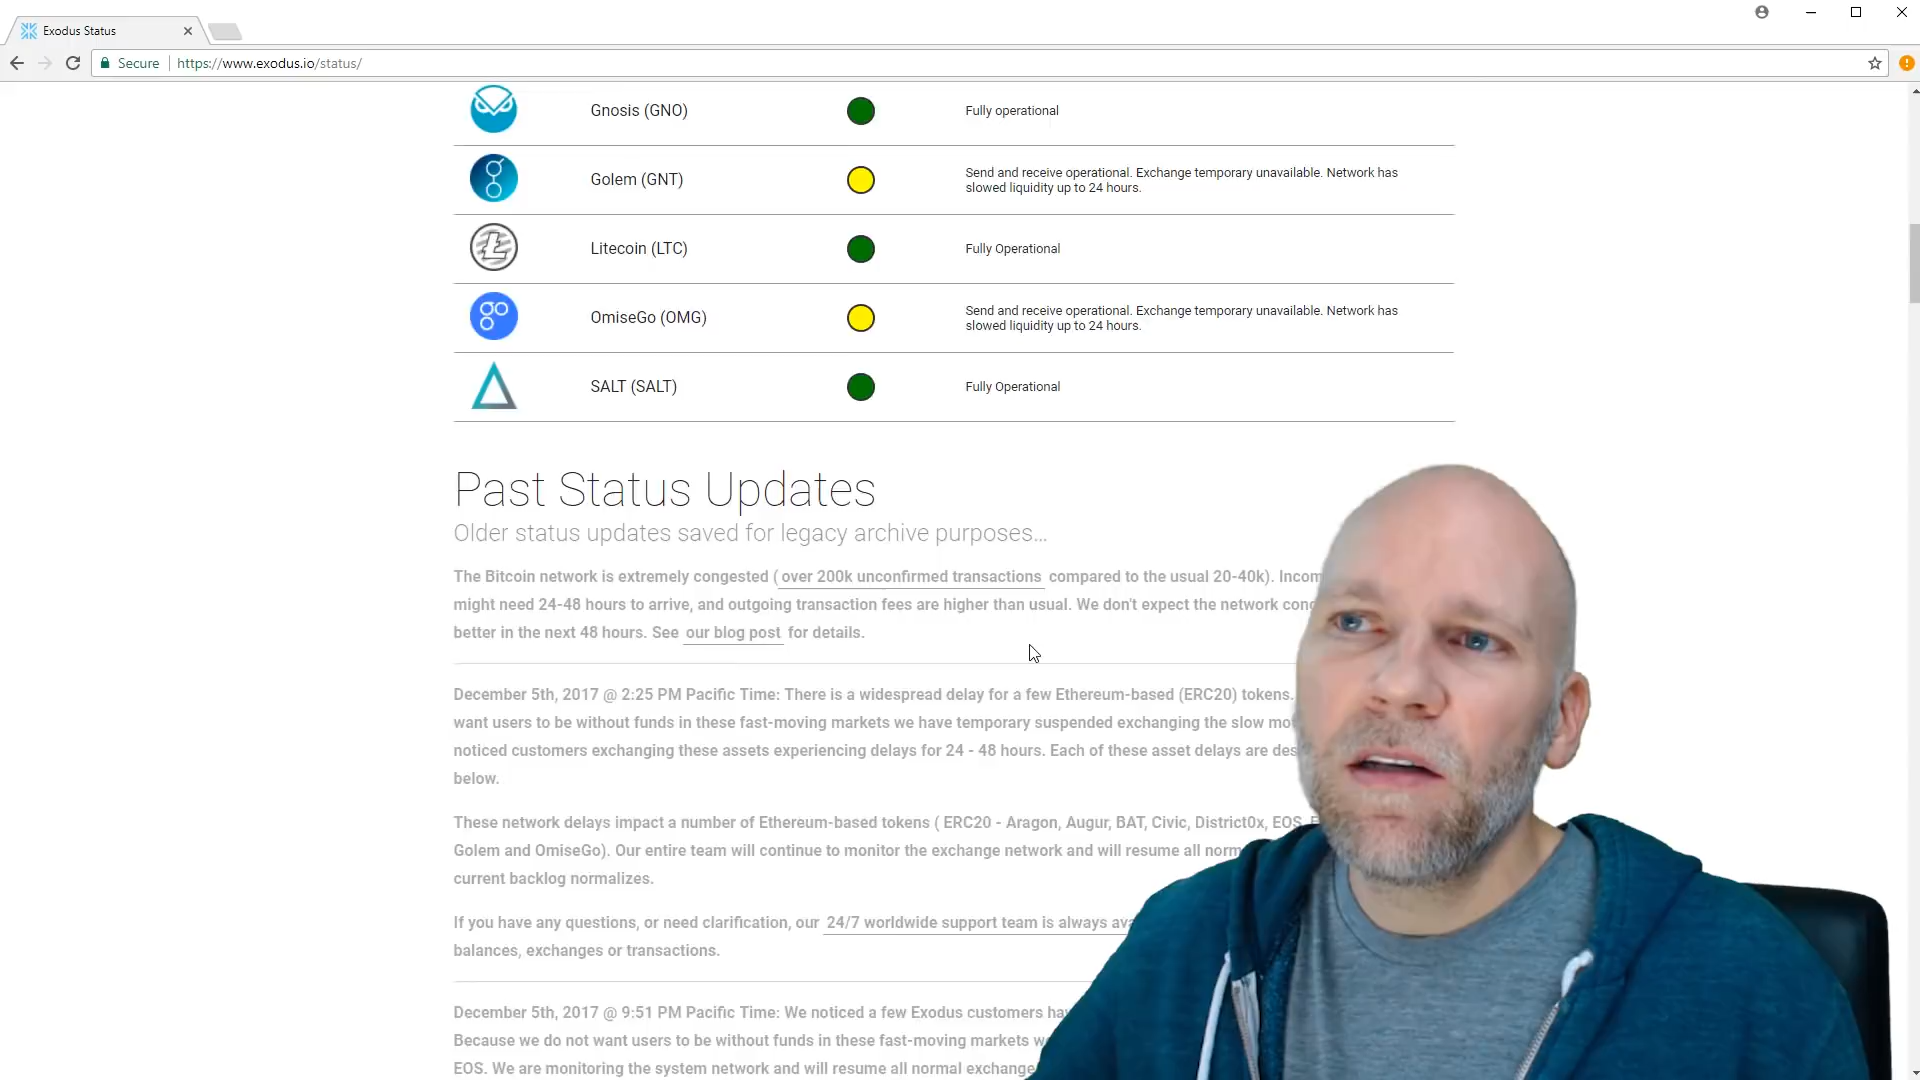 Exodus Status
Secure https://www.exodus.io/status/
Gnosis (GNO) Fully operational
Golem (GNT) Send and receive operational. Exchange temporary unavailable. Network has
slowed liquidity up to 24 hours.
Litecoin (LTC) Fully Operational
OmiseGo (OMG) Send and receive operational. Exchange temporary unavailable. Network has
slowed liquidity up to 24 hours.
SALT (SALT) Fully Operational
Past Status Updates
Older status updates saved for legacy archive purposes...
The Bitcoin network is extremely congested ( over 200k unconfirmed transactions compared to the usual 20-40k).
might need 24-48 hours to arrive, and outgoing transaction fees are higher than usual. We don't expect the network
better in the next 48 hours. See our blog post for details.
December 5th, 2017 @ 2:25 PM Pacific Time: There is a widespread delay for a few Ethereum-based (ERC20) tokens.
want users to be without funds in these fast-moving markets we have temporary suspended exchanging the slow
noticed customers exchanging these assets experiencing delays for 24 - 48 hours. Each of these asset delays are
below.
These network delays impact a number of Ethereum-based tokens ( ERC20 - Aragon, Augur, BAT, Civic, District0x, EOS,
Golem and OmiseGo). Our entire team will continue to monitor the exchange network and will resume all
current backlog normalizes.
If you have any questions, or need clarification, our 24/7 worldwide support team is always
balances, exchanges or transactions.
December 5th, 2017 @ 9:51 PM Pacific Time: We noticed a few Exodus customers
Because we do not want users to be without funds in these fast-moving markets
EOS. We are monitoring the system network and will resume all normal exchange